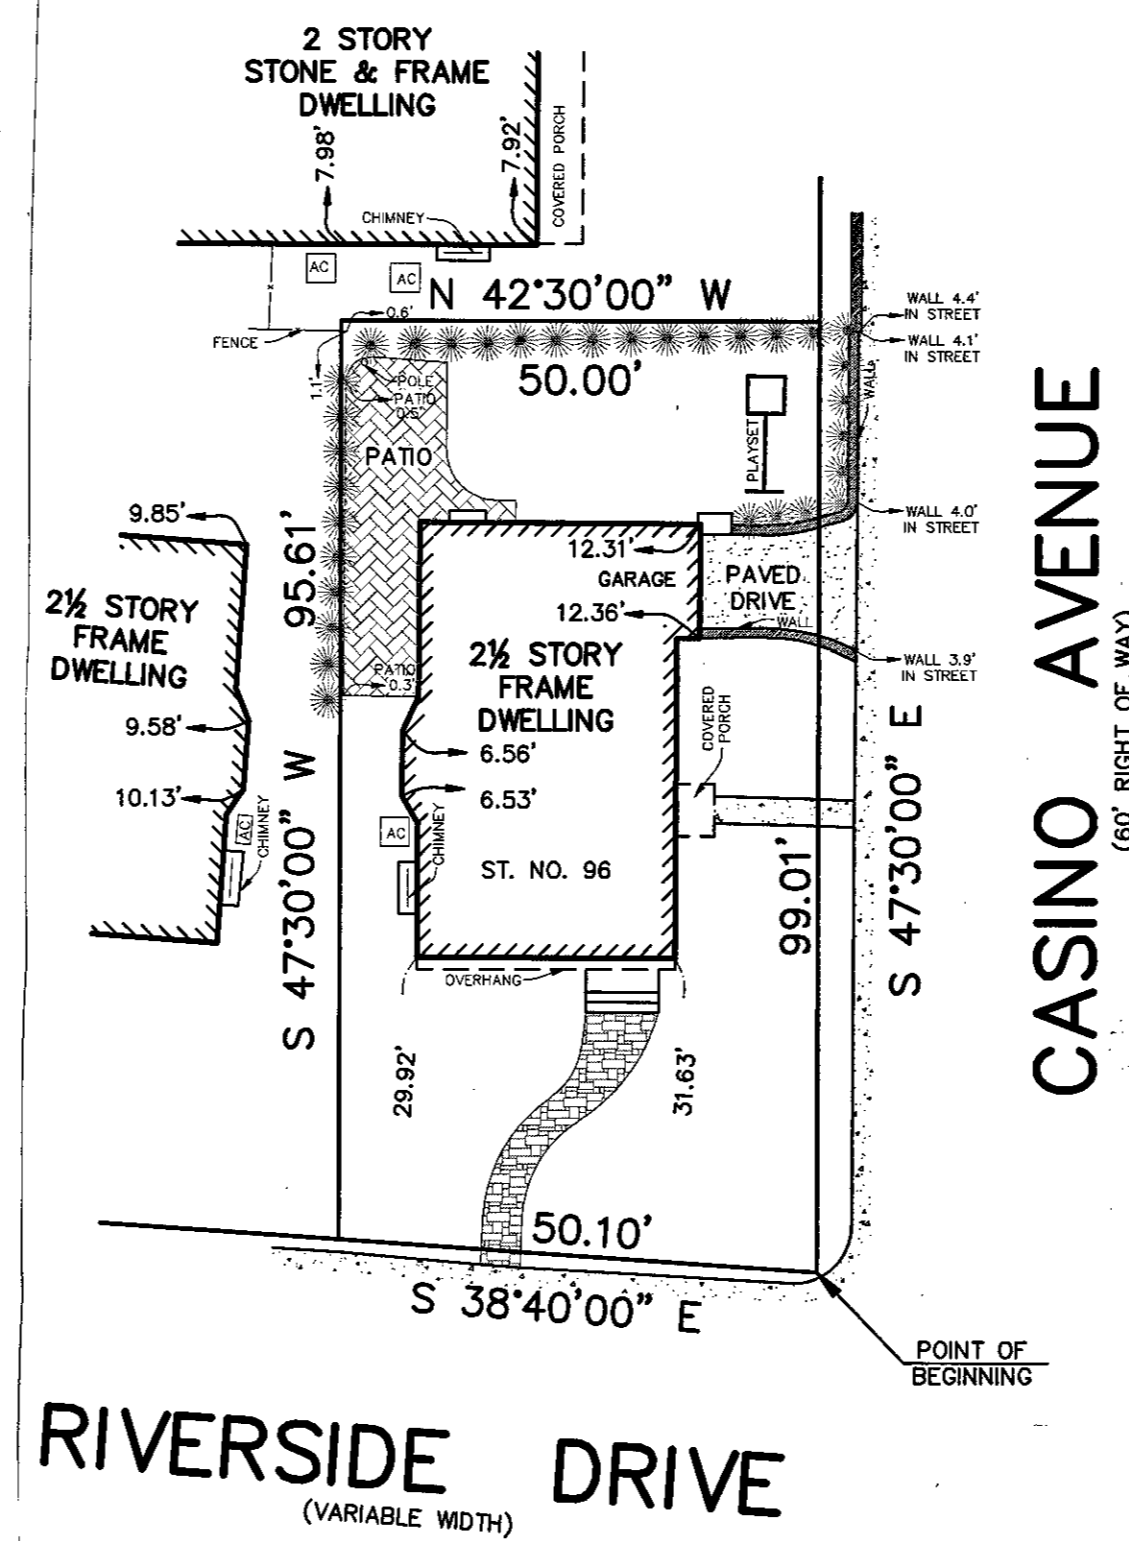 2 STORY
STONE & FRAME
DWELLING
7.98'
7.92'
COVERED PORCH
CHIMNEY
AC
AC
N 42°30'00" W
0.6'
FENCE
1.1'
WALL 4.4'
IN STREET
WALL 4.1'
IN STREET
WALL
50.00'
POLE
PATIO
0.5'
PATIO
PLAYSET
9.85'
WALL 4.0'
IN STREET
95.61'
12.31'
GARAGE
12.36'
PAVED
DRIVE
WALL
2½ STORY
FRAME
DWELLING
2½ STORY
FRAME
DWELLING
PATIO
0.3'
WALL 3.9'
IN STREET
COVERED
PORCH
9.58'
6.56'
10.13'
6.53'
AC
CHIMNEY
AC
CHIMNEY
ST. NO. 96
S 47°30'00" W
99.01'
S 47°30'00" E
CASINO AVENUE
(60' RIGHT OF WAY)
OVERHANG
29.92'
31.63'
50.10'
S 38°40'00" E
POINT OF
BEGINNING
RIVERSIDE DRIVE
(VARIABLE WIDTH)